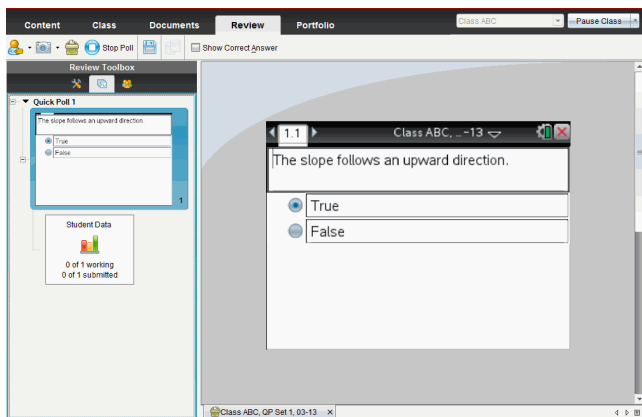 Content Class Documents Review Portfolio Class ABC Pause Class
Stop Poll Show Correct Answer
Review Toolbox
Quick Poll 1
The slope follows an upward direction.
True
False
1
Student Data
0 of 1 working
0 of 1 submitted
1.1 Class ABC, ...-13
The slope follows an upward direction.
True
False
Class ABC, QP Set 1, 03-13